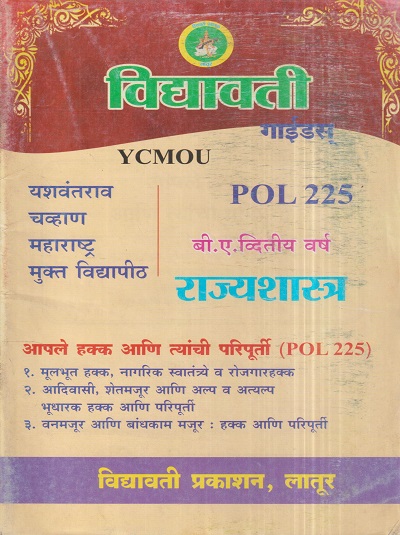 विद्यावती
गाईडस्
YCMOU
यशवंतराव
चव्हाण
महाराष्ट्र
मुक्त विद्यापीठ
POL 225
बी.ए.व्दितीय वर्ष
राज्यशास्त्र
आपले हक्क आणि त्यांची परिपूर्ती (POL 225)
१. मूलभूत हक्क, नागरिक स्वातंत्र्ये व रोजगारहक्क
२. आदिवासी, शेतमजूर आणि अल्प व अत्यल्प
भूधारक हक्क आणि परिपूर्ती
३. वनमजूर आणि बांधकाम मजूर : हक्क आणि परिपूर्ती
विद्यावती प्रकाशन, लातूर